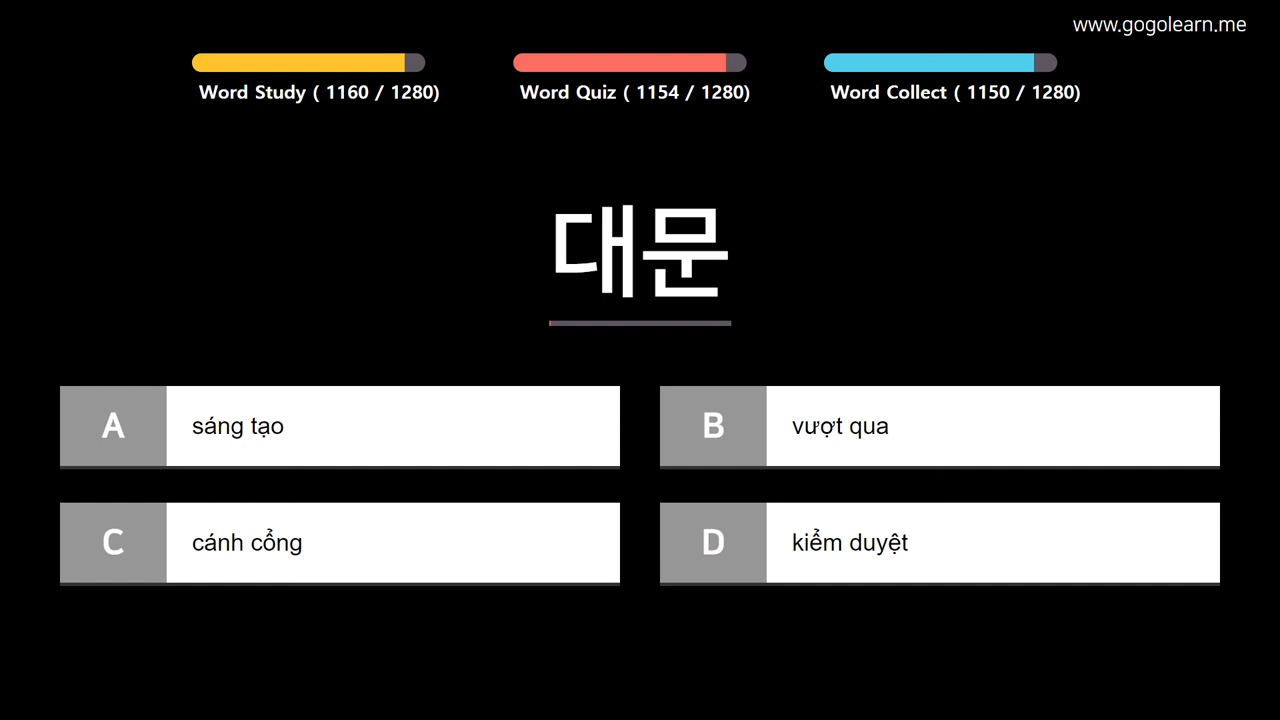 www.gogolearn.me
Word Study ( 1160 / 1280)
Word Quiz ( 1154 / 1280)
Word Collect ( 1150 / 1280)
대문
A
sáng tạo
B
vượt qua
C
cánh cổng
D
kiểm duyệt